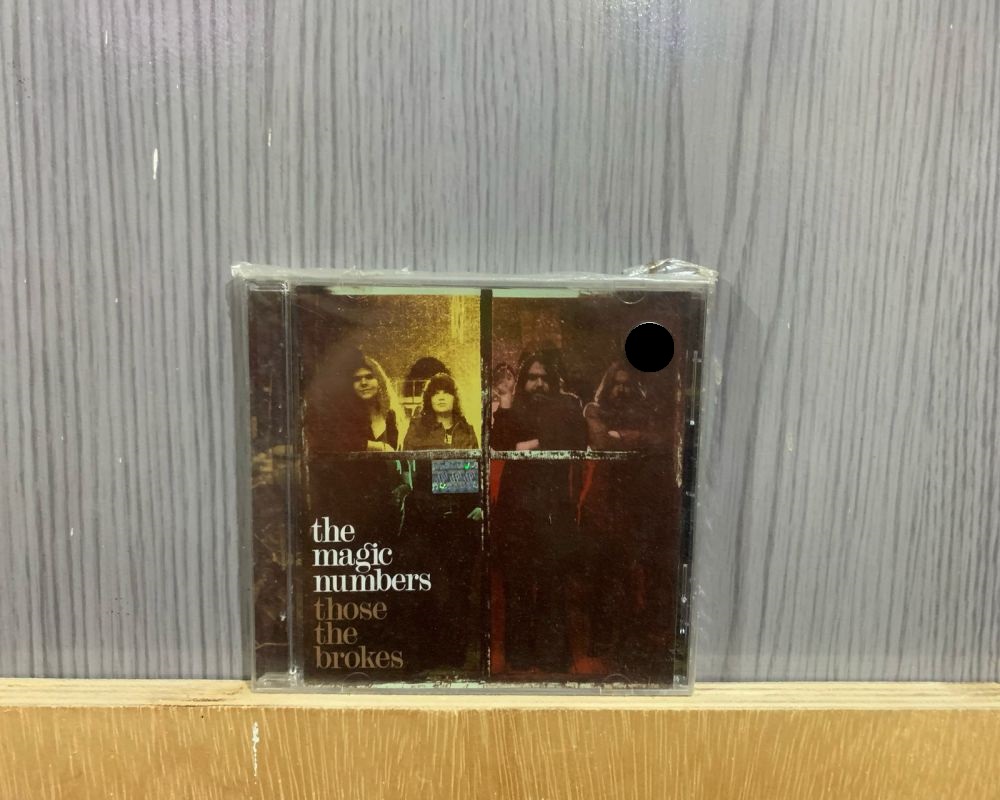 the
magic
numbers
those
the
brokes